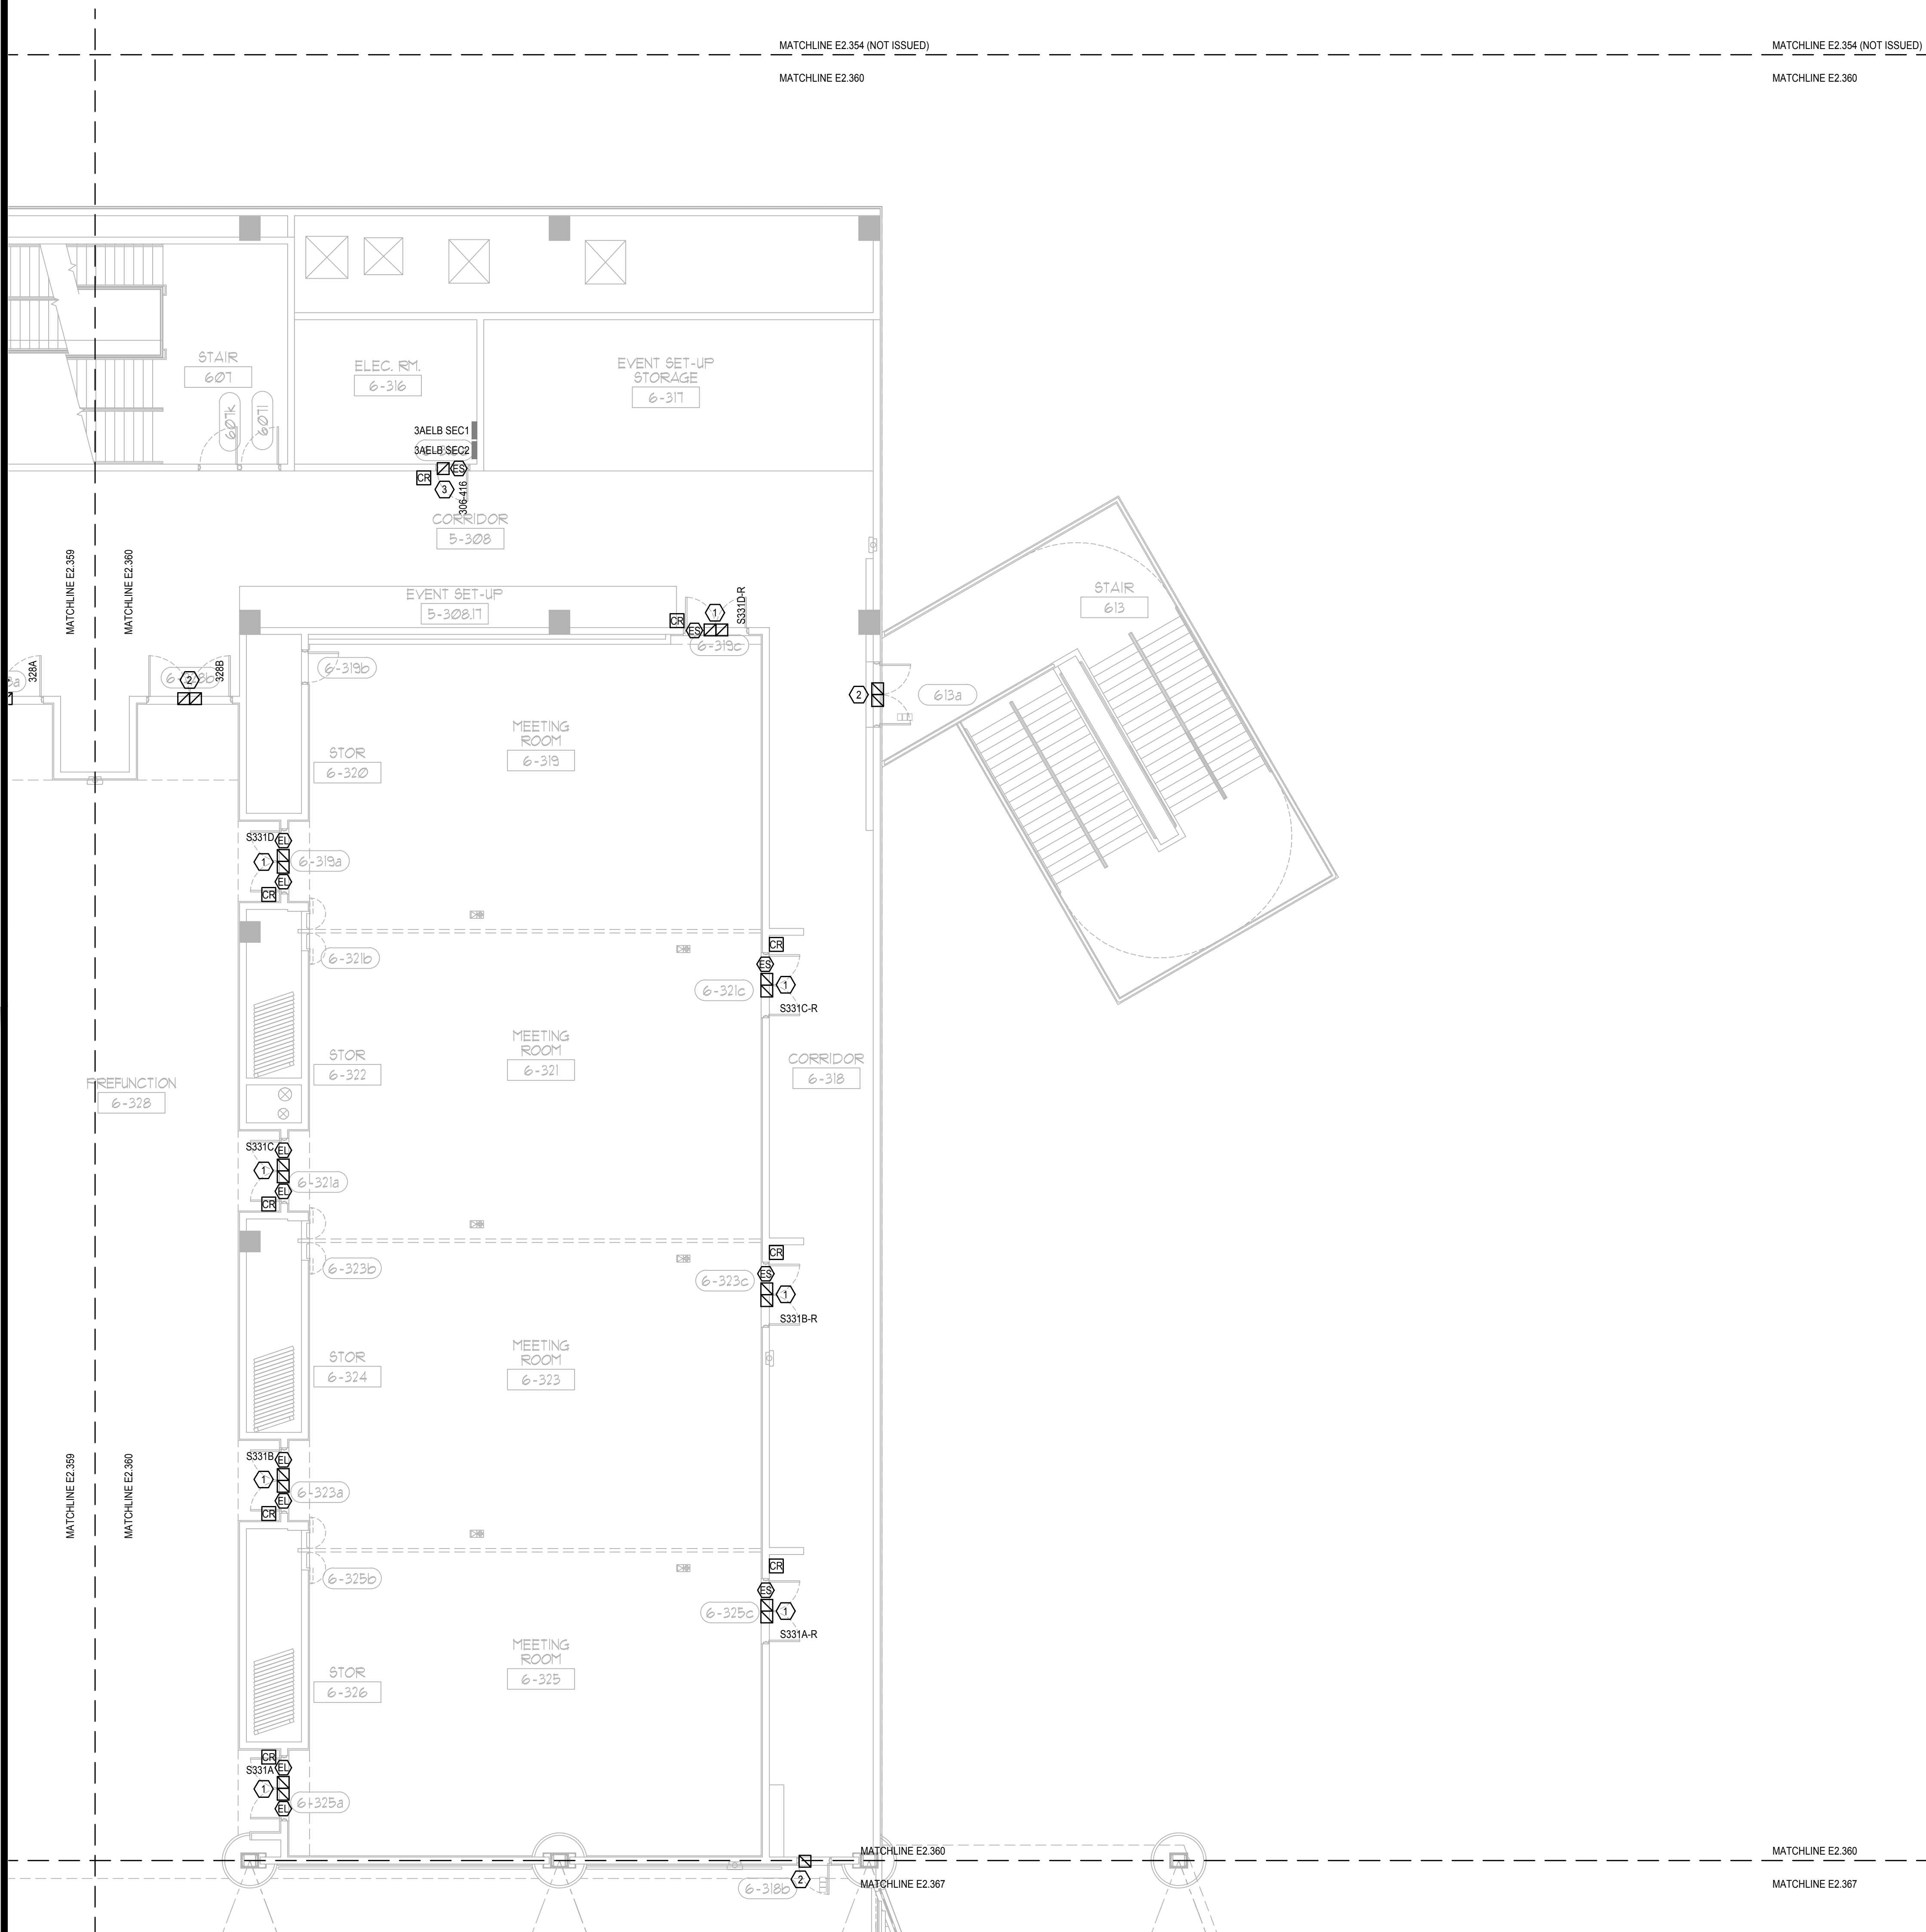 MATCHLINE E2.354 (NOT ISSUED)
MATCHLINE E2.354 (NOT ISSUED)
MATCHLINE E2.360
MATCHLINE E2.360
STAIR
607
607k
607l
ELEC. RM.
6-316
EVENT SET-UP
STORAGE
6-317
3AELB SEC1
3AELB SEC2
ES
CR
3
306-416
CORRIDOR
5-308
MATCHLINE E2.359
MATCHLINE E2.360
EVENT SET-UP
5-308.17
CR
1
ES
S331D-R
6-319c
STAIR
613
328A
2
328B
6-319b
2
613a
MEETING
ROOM
6-319
STOR
6-320
S331D
EL
1
6-319a
EL
CR
6-321b
CR
ES
6-321c
1
S331C-R
MEETING
ROOM
6-321
STOR
6-322
CORRIDOR
6-318
PREFUNCTION
6-328
S331C
EL
1
6-321a
EL
CR
6-323b
CR
ES
6-323c
1
S331B-R
MEETING
ROOM
6-323
STOR
6-324
MATCHLINE E2.359
MATCHLINE E2.360
S331B
EL
1
6-323a
EL
CR
6-325b
CR
ES
6-325c
1
S331A-R
MEETING
ROOM
6-325
STOR
6-326
CR
S331A
EL
1
6-325a
EL
MATCHLINE E2.360
MATCHLINE E2.360
2
6-318b
MATCHLINE E2.367
MATCHLINE E2.367